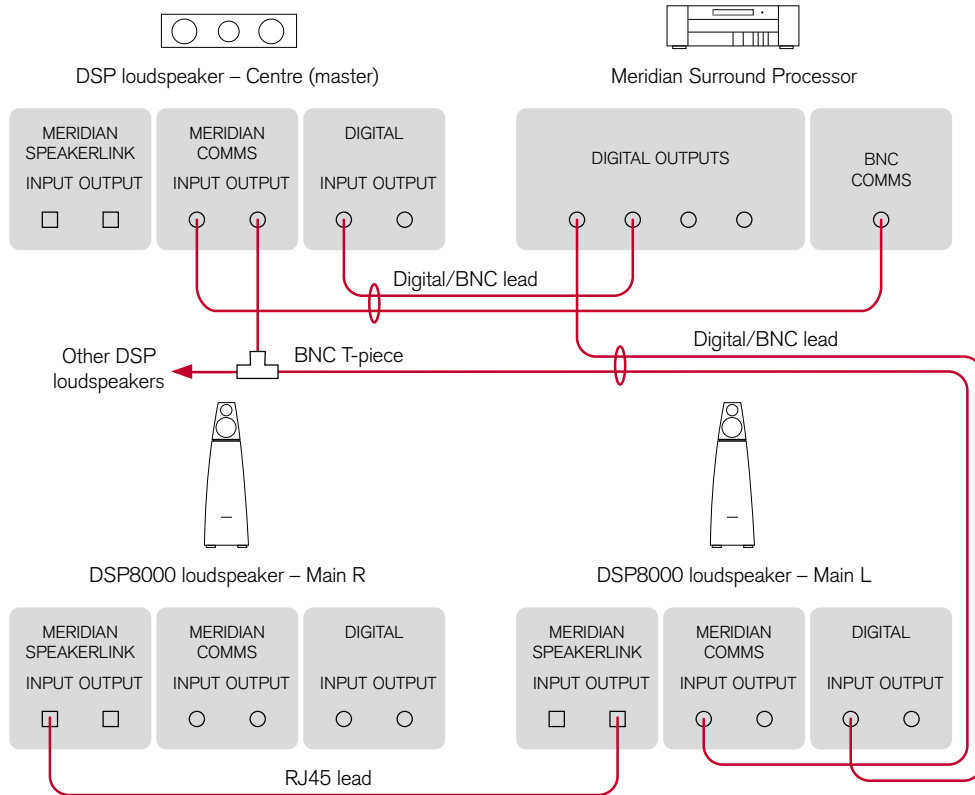 DSP loudspeaker – Centre (master)
Meridian Surround Processor
MERIDIAN
SPEAKERLINK
INPUT OUTPUT
MERIDIAN
COMMS
INPUT OUTPUT
DIGITAL
INPUT OUTPUT
DIGITAL OUTPUTS
BNC
COMMS
Digital/BNC lead
Digital/BNC lead
Other DSP
loudspeakers
BNC T-piece
DSP8000 loudspeaker – Main R
DSP8000 loudspeaker – Main L
MERIDIAN
SPEAKERLINK
INPUT OUTPUT
MERIDIAN
COMMS
INPUT OUTPUT
DIGITAL
INPUT OUTPUT
MERIDIAN
SPEAKERLINK
INPUT OUTPUT
MERIDIAN
COMMS
INPUT OUTPUT
DIGITAL
INPUT OUTPUT
RJ45 lead